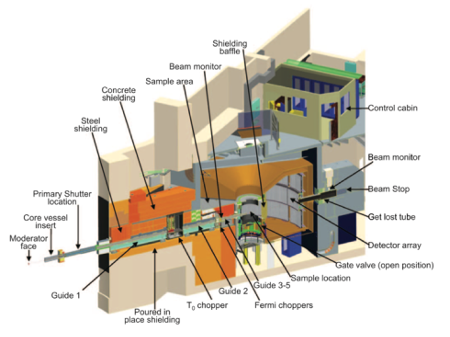 Shielding
baffle
Beam monitor
Sample area
Concrete
shielding
Control cabin
Steel
shielding
Beam monitor
Primary Shutter
location
Beam Stop
Core vessel
insert
Get lost tube
Moderator
face
Detector array
Gate valve (open position)
Sample location
Guide 3-5
Guide 2
Guide 1
T0 chopper
Fermi choppers
Poured in
place shielding